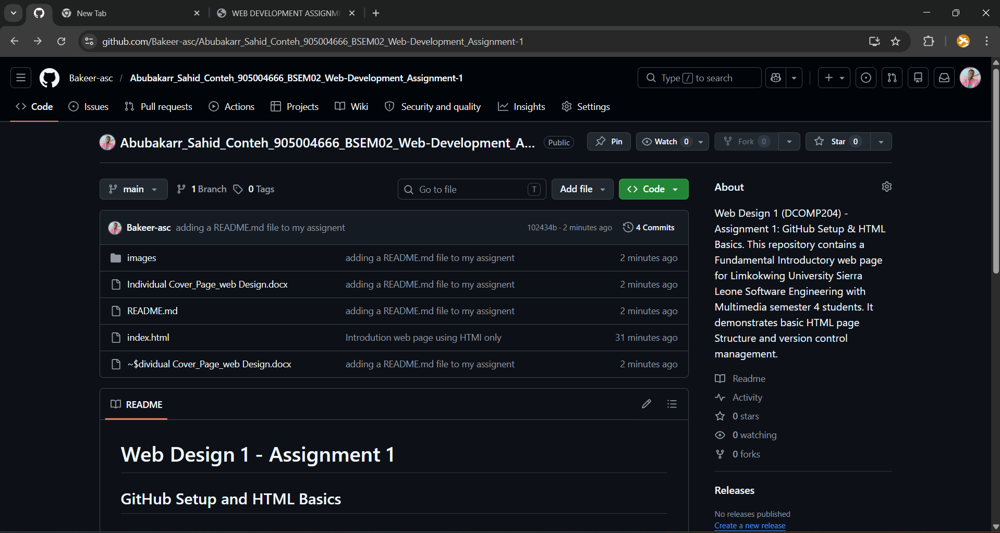 New Tab
WEB DEVELOPMENT ASSIGNM
github.com/Bakeer-asc/Abubakarr_Sahid_Conteh_905004666_BSEM02_Web-Development_Assignment-1
Bakeer-asc / Abubakarr_Sahid_Conteh_905004666_BSEM02_Web-Development_Assignment-1
Type / to search
Code Issues Pull requests Actions Projects Wiki Security and quality Insights Settings
Abubakarr_Sahid_Conteh_905004666_BSEM02_Web-Development_A... Public Pin Watch 0 Fork 0 Star 0
main 1 Branch 0 Tags Go to file T Add file Code
Bakeer-asc adding a README.md file to my assignent 102434b · 2 minutes ago 4 Commits
images adding a README.md file to my assignent 2 minutes ago
Individual Cover_Page_web Design.docx adding a README.md file to my assignent 2 minutes ago
README.md adding a README.md file to my assignent 2 minutes ago
index.html Introdution web page using HTMl only 31 minutes ago
~$dividual Cover_Page_web Design.docx adding a README.md file to my assignent 2 minutes ago
README
Web Design 1 - Assignment 1
GitHub Setup and HTML Basics
About
Web Design 1 (DCOMP204) -
Assignment 1: GitHub Setup & HTML
Basics. This repository contains a
Fundamental Introductory web page
for Limkokwing University Sierra
Leone Software Engineering with
Multimedia semester 4 students. It
demonstrates basic HTML page
Structure and version control
management.
Readme
Activity
0 stars
0 watching
0 forks
Releases
No releases published
Create a new release